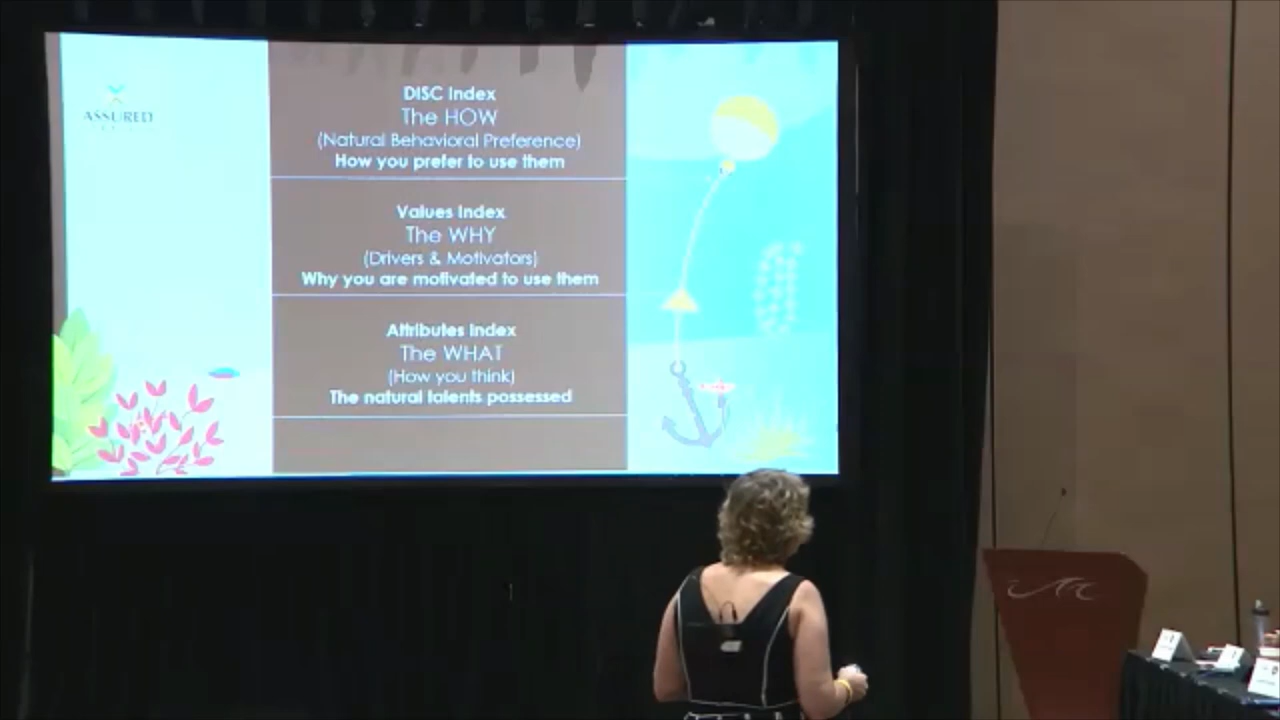 ASSURED
DISC Index
The HOW
(Natural Behavioral Preference)
How you prefer to use them
Values Index
The WHY
(Drivers & Motivators)
Why you are motivated to use them
Attributes Index
The WHAT
(How you think)
The natural talents possessed